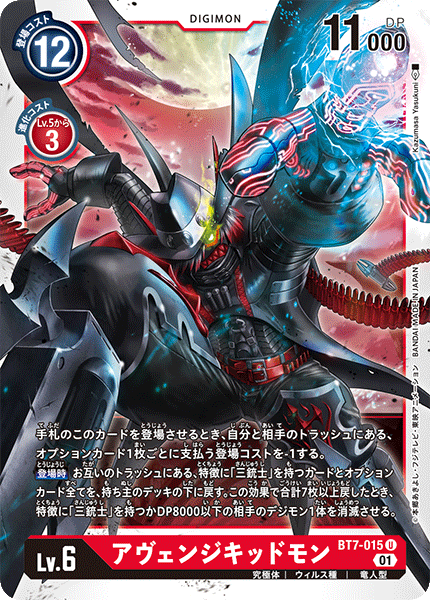 登場コスト
12
DIGIMON
11000
D.P.
進化コスト
Lv.5から
3
Kazumasa Yasukuni
©本郷あきよし・フジテレビ・東映アニメーション BANDAI MADE IN JAPAN
手札のこのカードを登場させるとき、自分と相手のトラッシュにある、
オプションカード1枚ごとに支払う登場コストを-1する。
登場時 お互いのトラッシュにある、特徴に「三銃士」を持つカードとオプション
カード全てを、持ち主のデッキの下に戻す。この効果で合計7枚以上戻したとき、
特徴に「三銃士」を持つかDP8000以下の相手のデジモン1体を消滅させる。
Lv.6
アヴェンジキッドモン
BT7-015 U
01
究極体 | ウィルス種 | 竜人型